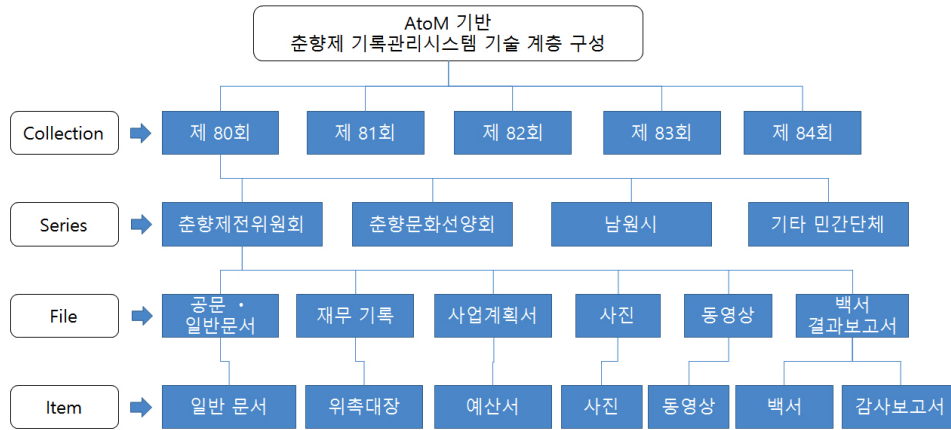 AtoM 기반
춘향제 기록관리시스템 기술 계층 구성
Collection
제 80회
제 81회
제 82회
제 83회
제 84회
Series
춘향제전위원회
춘향문화선양회
남원시
기타 민간단체
File
공문 ・
일반문서
재무 기록
사업계획서
사진
동영상
백서
결과보고서
Item
일반 문서
위촉대장
예산서
사진
동영상
백서
감사보고서